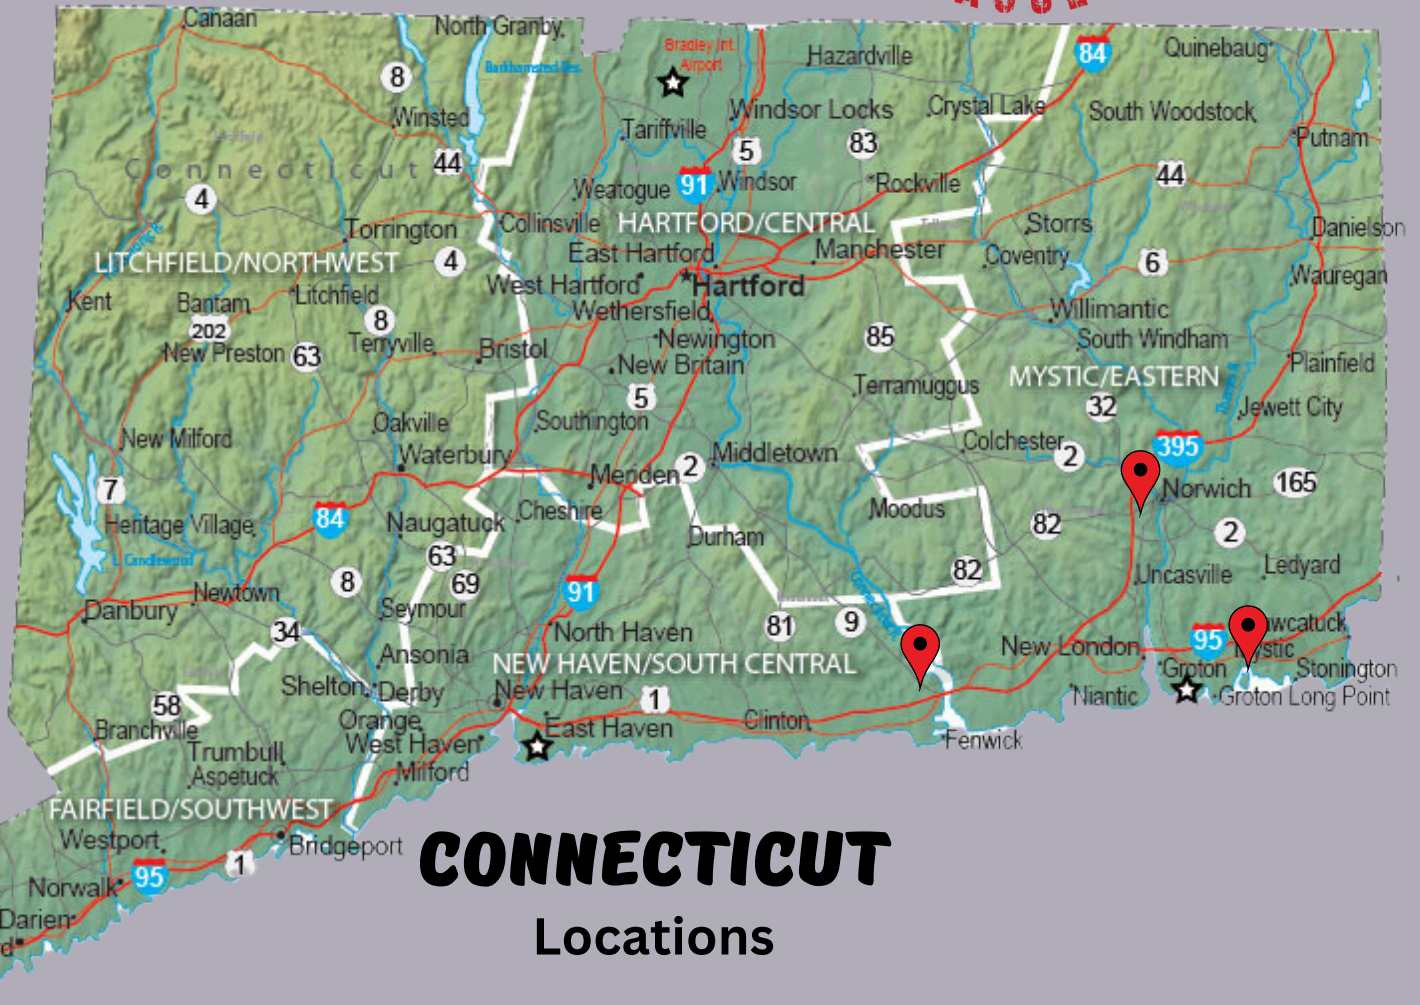 Canaan
North Granby
Bradley Int.
Airport
Hazardville
84
Quinebaug
8
Barkhamsted Res.
Winsted
Windsor Locks
Crystal Lake
South Woodstock
Tariffville
5
83
Putnam
Connecticut
44
4
Weatogue
91
Windsor
Rockville
44
Collinsville
HARTFORD/CENTRAL
Storrs
Danielson
Torrington
East Hartford
Manchester
Coventry
6
LITCHFIELD/NORTHWEST
4
Wauregan
Kent
Bantam
Litchfield
West Hartford
Hartford
Wethersfield
Willimantic
202
8
New Preston
63
Terryville
Bristol
Newington
85
South Windham
New Britain
Plainfield
MYSTIC/EASTERN
5
Terramuggus
32
Jewett City
Oakville
Southington
New Milford
Waterbury
Middletown
Colchester
2
395
Meriden
2
7
Norwich
165
84
Naugatuck
Cheshire
Moodus
82
2
Heritage Village
Durham
L. Candlewood
63
69
82
Ledyard
Uncasville
Newtown
8
91
Danbury
Seymour
81
9
34
North Haven
95
New London
Ansonia
NEW HAVEN/SOUTH CENTRAL
Groton
Stonington
Shelton
Derby
New Haven
1
Niantic
Groton Long Point
58
Branchville
Orange
East Haven
Clinton
Fenwick
Trumbull
West Haven
Aspetuck
Milford
FAIRFIELD/SOUTHWEST
Westport
Bridgeport
1
95
Norwalk
Darien
CONNECTICUT
Locations